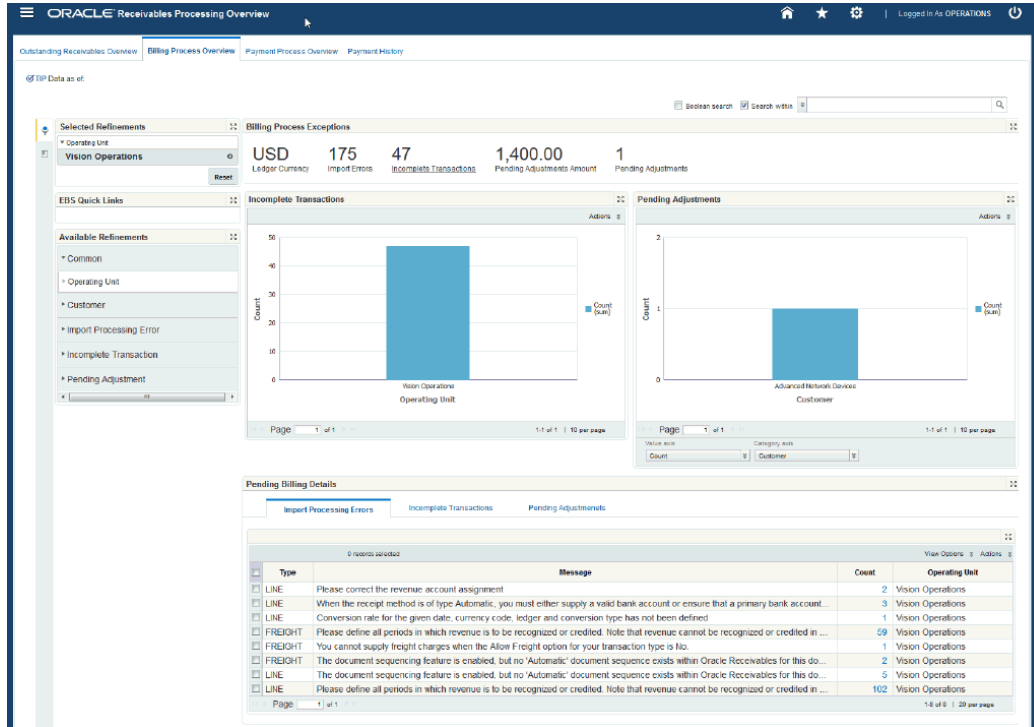 ORACLE Receivables Processing Overview
Logged In As OPERATIONS
Outstanding Receivables Overview Billing Process Overview Payment Process Overview Payment History
TIP Data as of:
Boolean search Search within
Selected Refinements
Operating Unit
Vision Operations
Reset
EBS Quick Links
Available Refinements
Common
Operating Unit
Customer
Import Processing Error
Incomplete Transaction
Pending Adjustment
Billing Process Exceptions
USD 175 47 1,400.00 1
Ledger Currency Import Errors Incomplete Transactions Pending Adjustments Amount Pending Adjustments
Incomplete Transactions
Actions
50
40
30
20
10
0
Count
Count
(sum)
Vision Operations
Operating Unit
Page 1 of 1 1-1 of 1 | 10 per page
Pending Adjustments
Actions
2
1
0
Count
Count
(sum)
Advanced Network Devices
Customer
Page 1 of 1 1-1 of 1 | 10 per page
Value axis Category axis
Count Customer
Pending Billing Details
Import Processing Errors Incomplete Transactions Pending Adjustmenets
0 records selected View Options Actions
Type Message Count Operating Unit
LINE Please correct the revenue account assignment 2 Vision Operations
LINE When the receipt method is of type Automatic, you must either supply a valid bank account or ensure that a primary bank account... 3 Vision Operations
LINE Conversion rate for the given date, currency code, ledger and conversion type has not been defined 1 Vision Operations
FREIGHT Please define all periods in which revenue is to be recognized or credited. Note that revenue cannot be recognized or credited in ... 59 Vision Operations
FREIGHT You cannot supply freight charges when the Allow Freight option for your transaction type is No. 1 Vision Operations
FREIGHT The document sequencing feature is enabled, but no 'Automatic' document sequence exists within Oracle Receivables for this do... 2 Vision Operations
LINE The document sequencing feature is enabled, but no 'Automatic' document sequence exists within Oracle Receivables for this do... 5 Vision Operations
LINE Please define all periods in which revenue is to be recognized or credited. Note that revenue cannot be recognized or credited in ... 102 Vision Operations
Page 1 of 1 1-8 of 8 | 20 per page